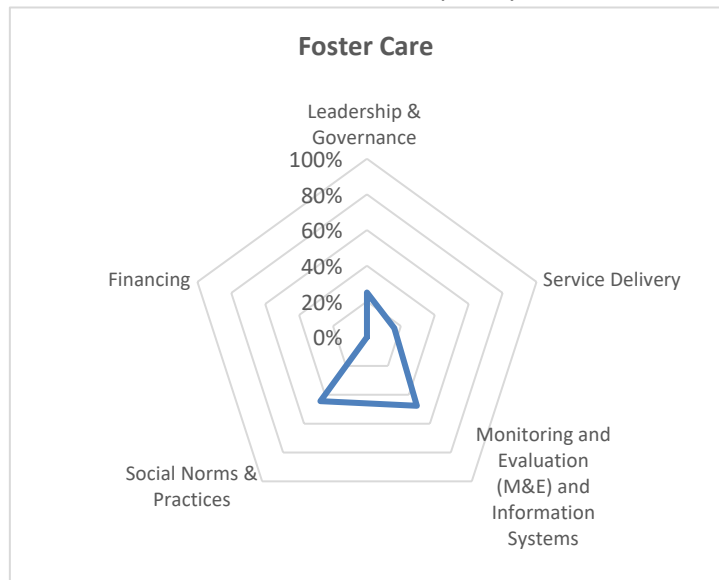 Foster Care
Leadership &
Governance
100%
80%
60%
40%
20%
0%
Financing
Service Delivery
Social Norms &
Practices
Monitoring and
Evaluation
(M&E) and
Information
Systems